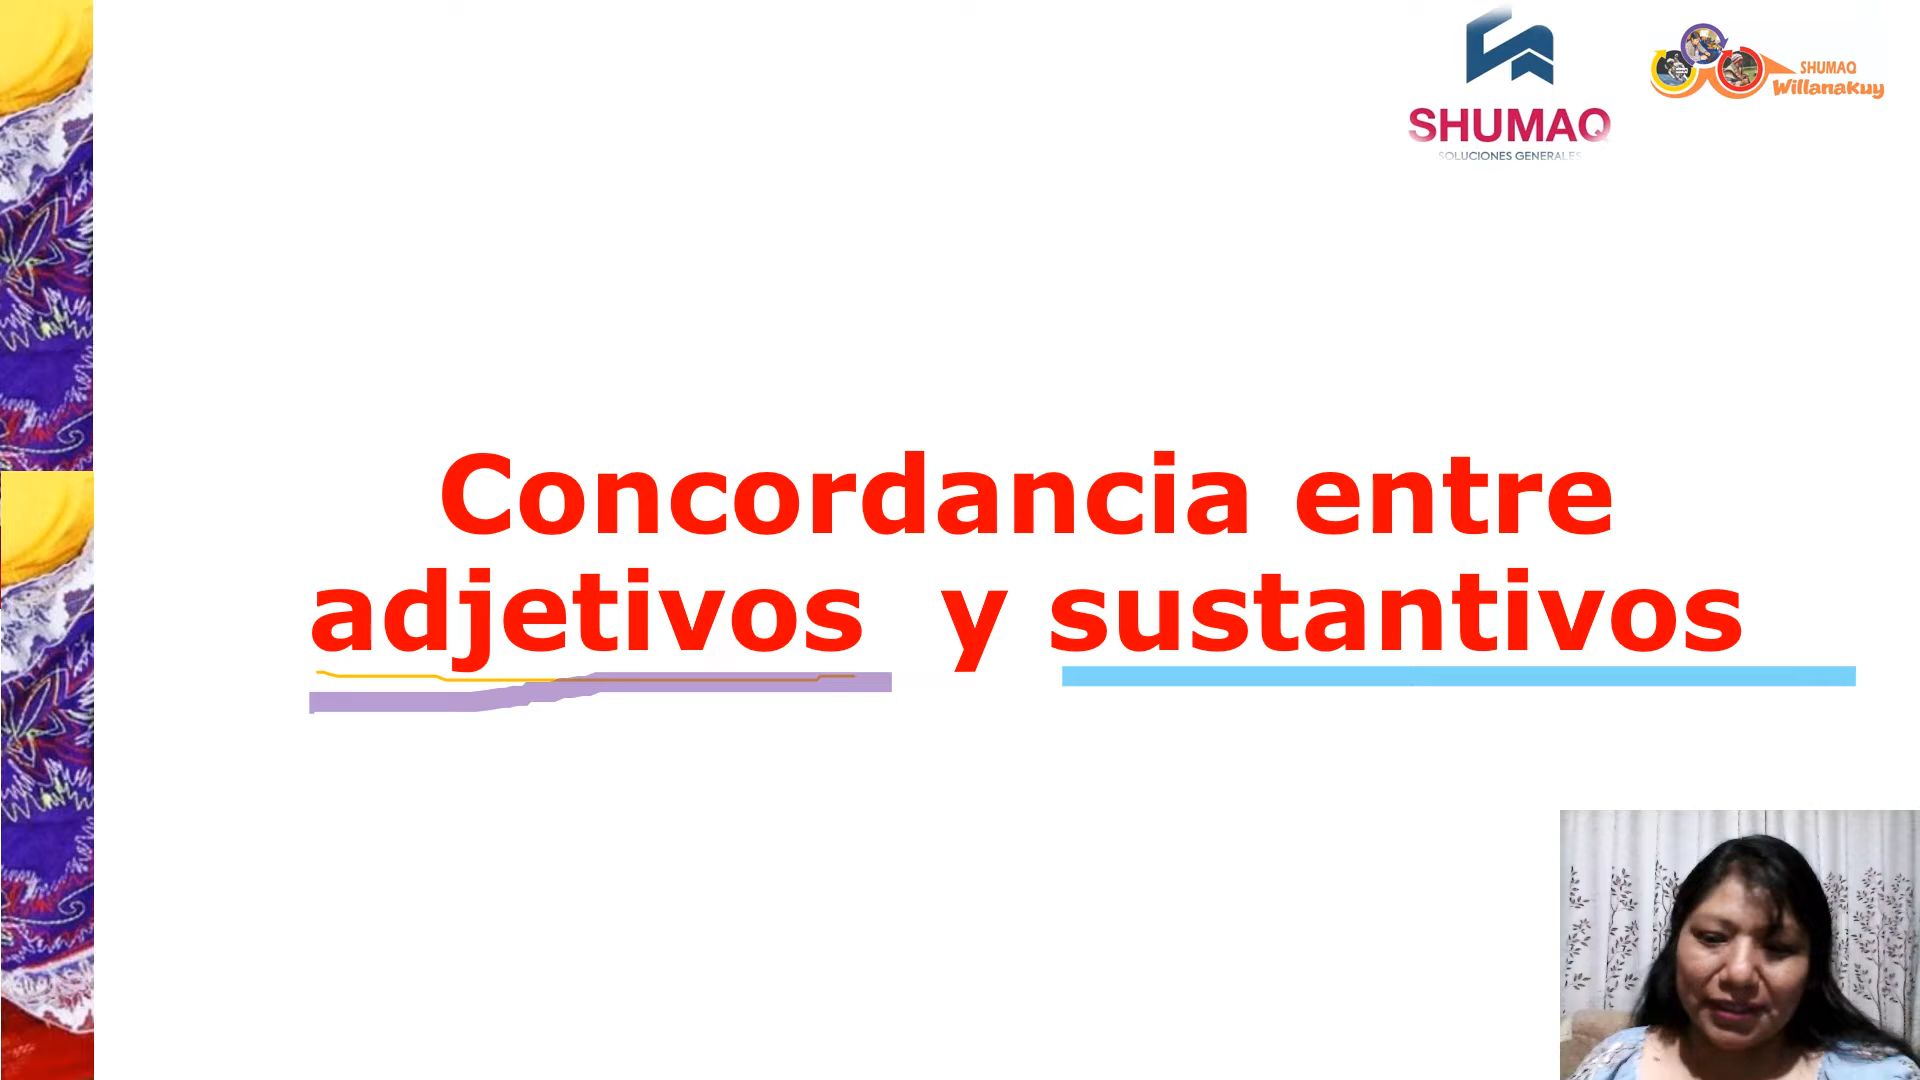 SHUMAQ
SOLUCIONES GENERALES
SHUMAQ
Willanakuy
Concordancia entre
adjetivos y sustantivos